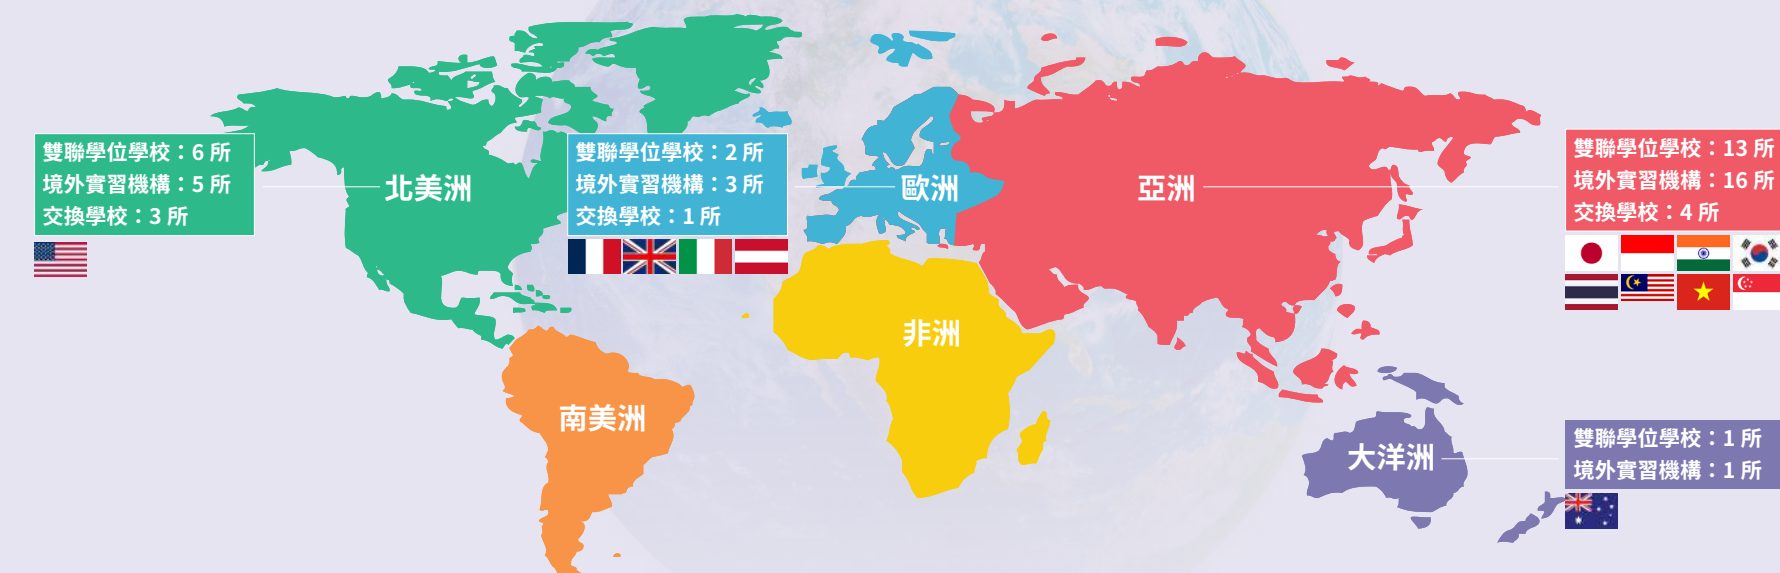 雙聯學位學校：6 所
境外實習機構：5 所
交換學校：3 所
北美洲
雙聯學位學校：2 所
境外實習機構：3 所
交換學校：1 所
歐洲
亞洲
雙聯學位學校：13 所
境外實習機構：16 所
交換學校：4 所
非洲
南美洲
大洋洲
雙聯學位學校：1 所
境外實習機構：1 所